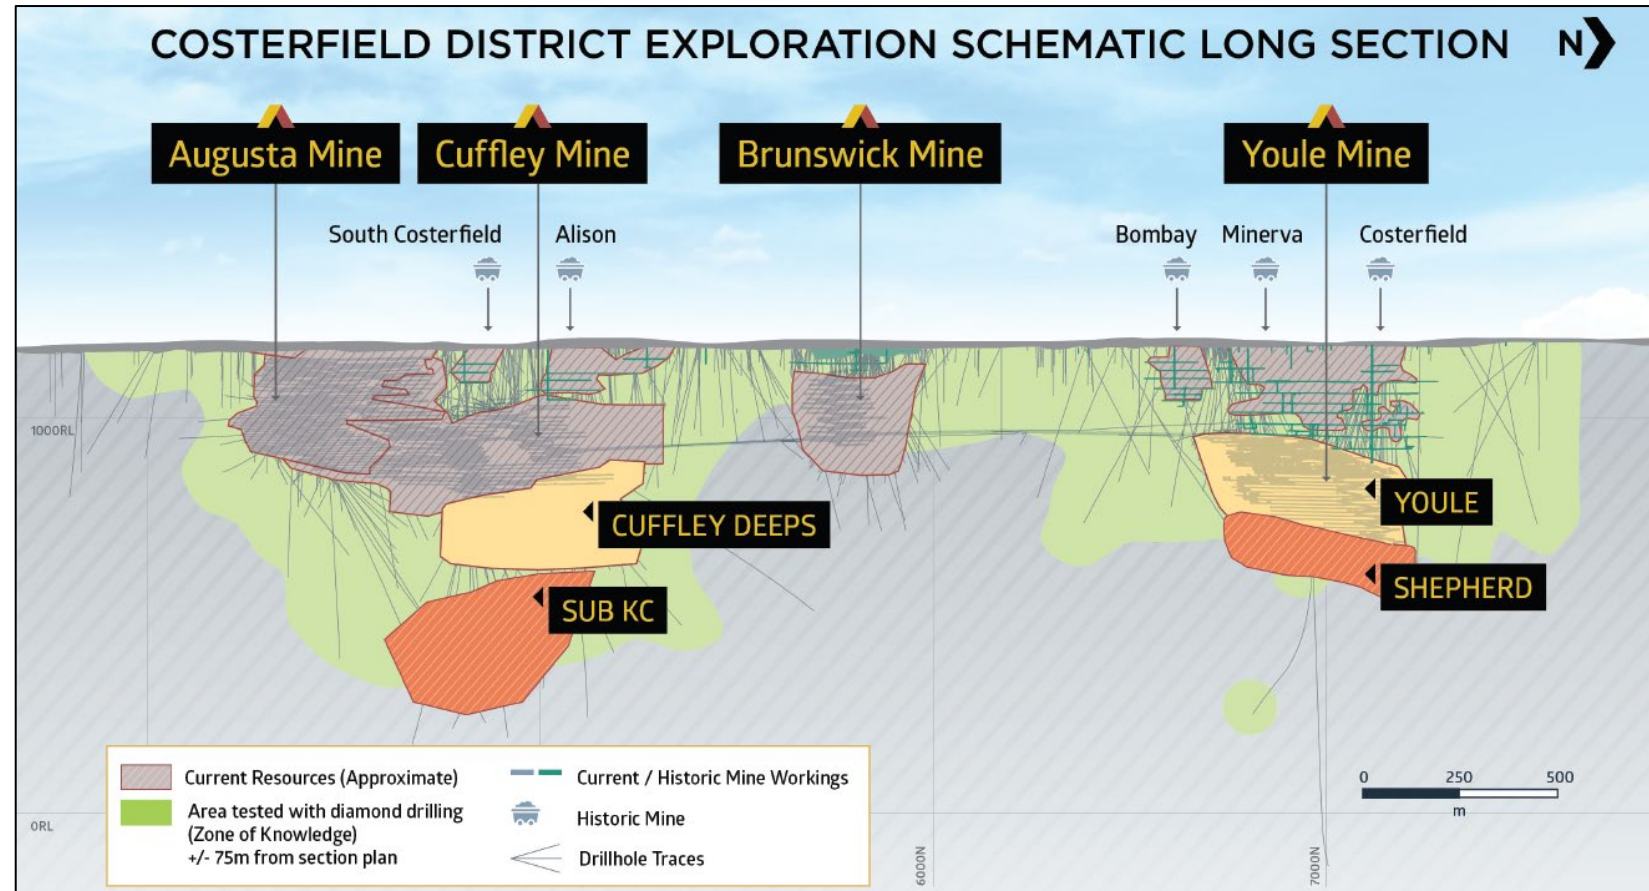 COSTERFIELD DISTRICT EXPLORATION SCHEMATIC LONG SECTION N
Augusta Mine
Cuffley Mine
Brunswick Mine
Youle Mine
South Costerfield
Alison
Bombay
Minerva
Costerfield
1000RL
YOULE
CUFFLEY DEEPS
SHEPHERD
SUB KC
Current Resources (Approximate)
Area tested with diamond drilling
(Zone of Knowledge)
+/- 75m from section plan
Current / Historic Mine Workings
Historic Mine
Drillhole Traces
0 250 500
m
0RL
6000N
7000N